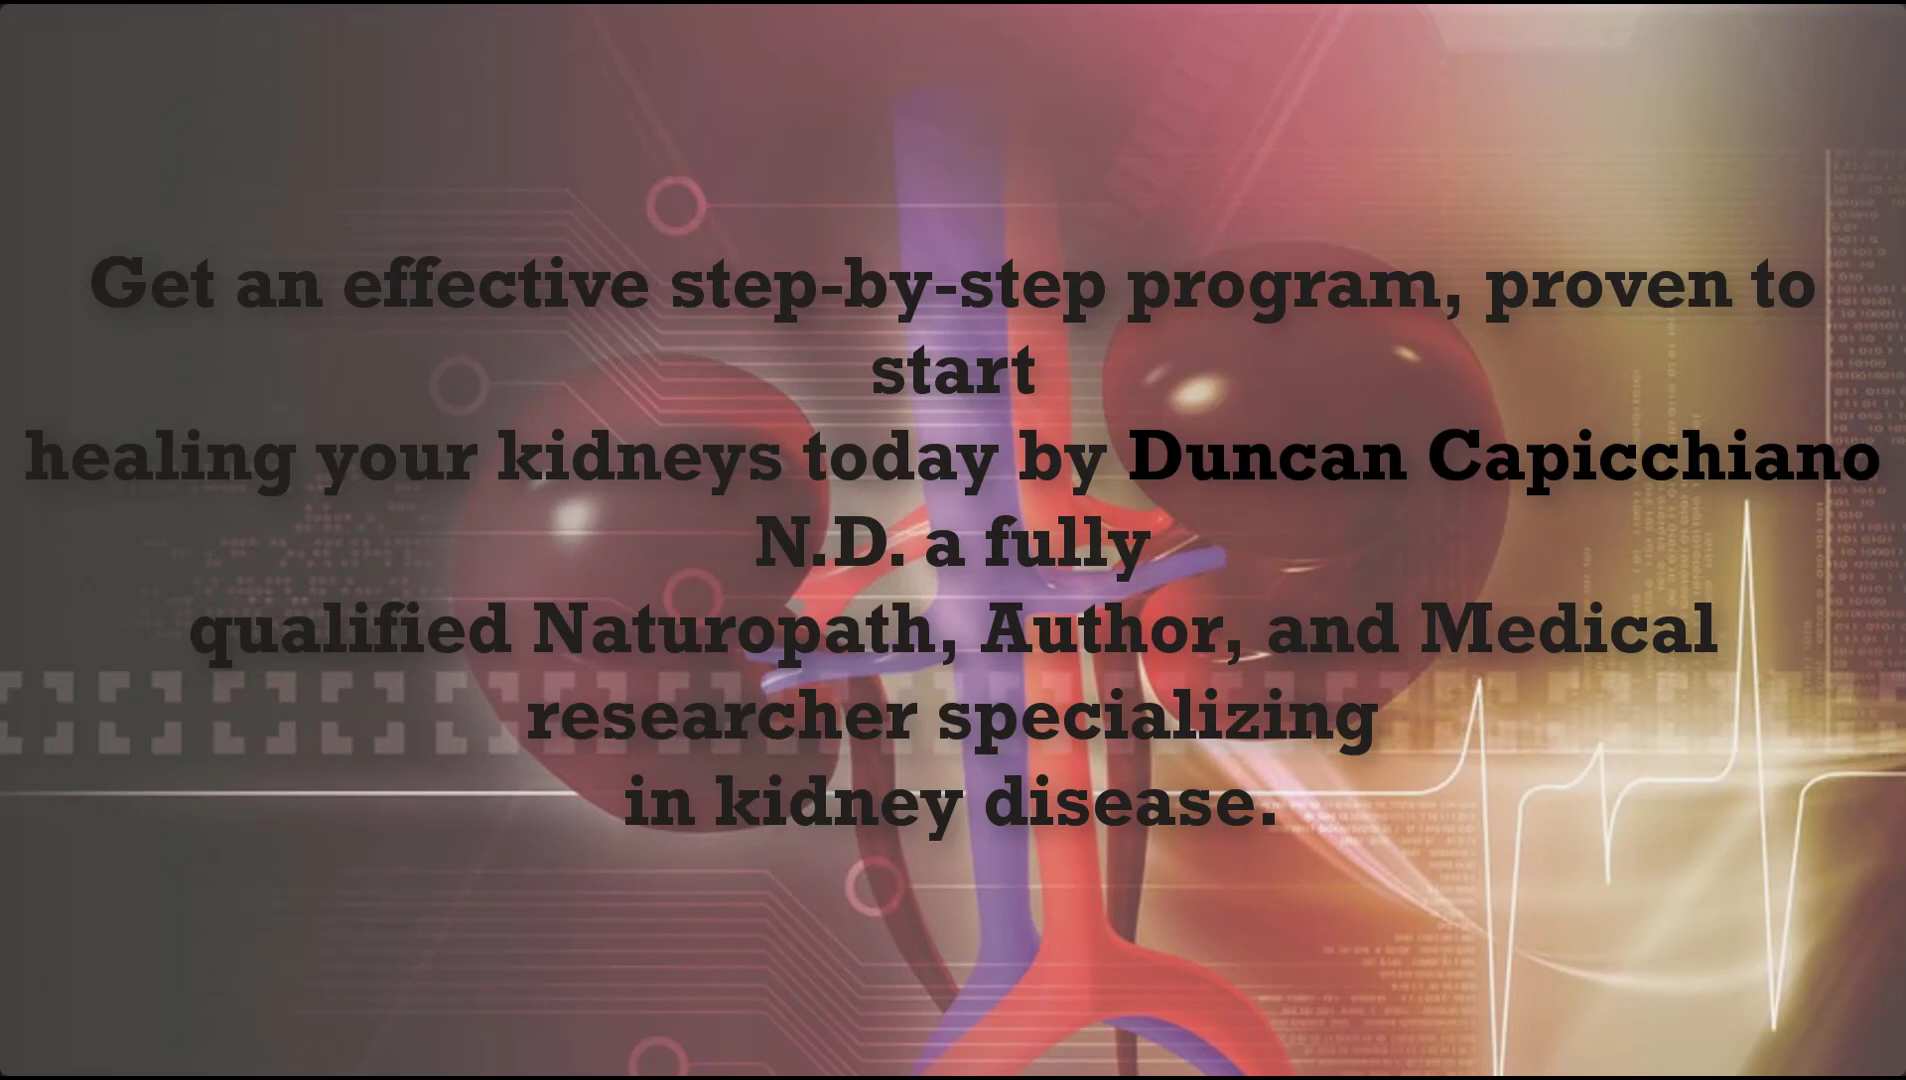 Get an effective step-by-step program, proven to
start
healing your kidneys today by Duncan Capicchiano
N.D. a fully
qualified Naturopath, Author, and Medical
researcher specializing
in kidney disease.